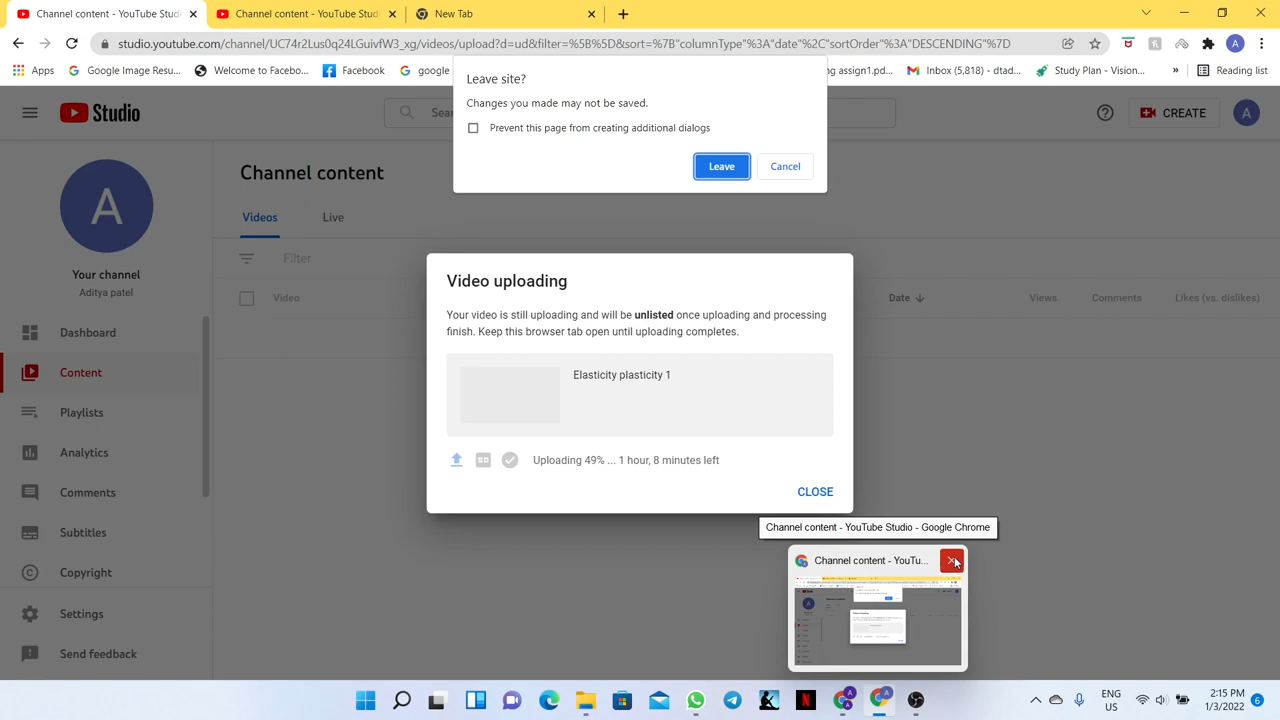 Channel content - YouTube Stud
Channel content - YouTube Stud
New Tab
studio.youtube.com/channel/UC74r2Lus0q24LGuivfW3_xg/videos/upload?d=ud&filter=%5B%5D&sort=%7B"columnType"%3A"date"%2C"sortOrder"%3A"DESCENDING"%7D
A
Apps
Google Image Resu...
Welcome to Facebo...
Facebook
google
ng assign1.pd...
Inbox (5,818) - dtad...
Study Plan - Vision...
»
Reading list
Leave site?
Changes you made may not be saved.
Prevent this page from creating additional dialogs
Leave
Cancel
Studio
Sear
CREATE
A
A
Your channel
Aditya patel
Dashboard
Content
Playlists
Analytics
Comments
Subtitles
Copyright
Settings
Send feedback
Channel content
Videos
Live
Filter
Video
Date
Views
Comments
Likes (vs. dislikes)
Video uploading
Your video is still uploading and will be unlisted once uploading and processing
finish. Keep this browser tab open until uploading completes.
Elasticity plasticity 1
Uploading 49% ... 1 hour, 8 minutes left
CLOSE
Channel content - YouTube Studio - Google Chrome
Channel content - YouTu...
ENG
US
2:15 PM
1/3/2022
6